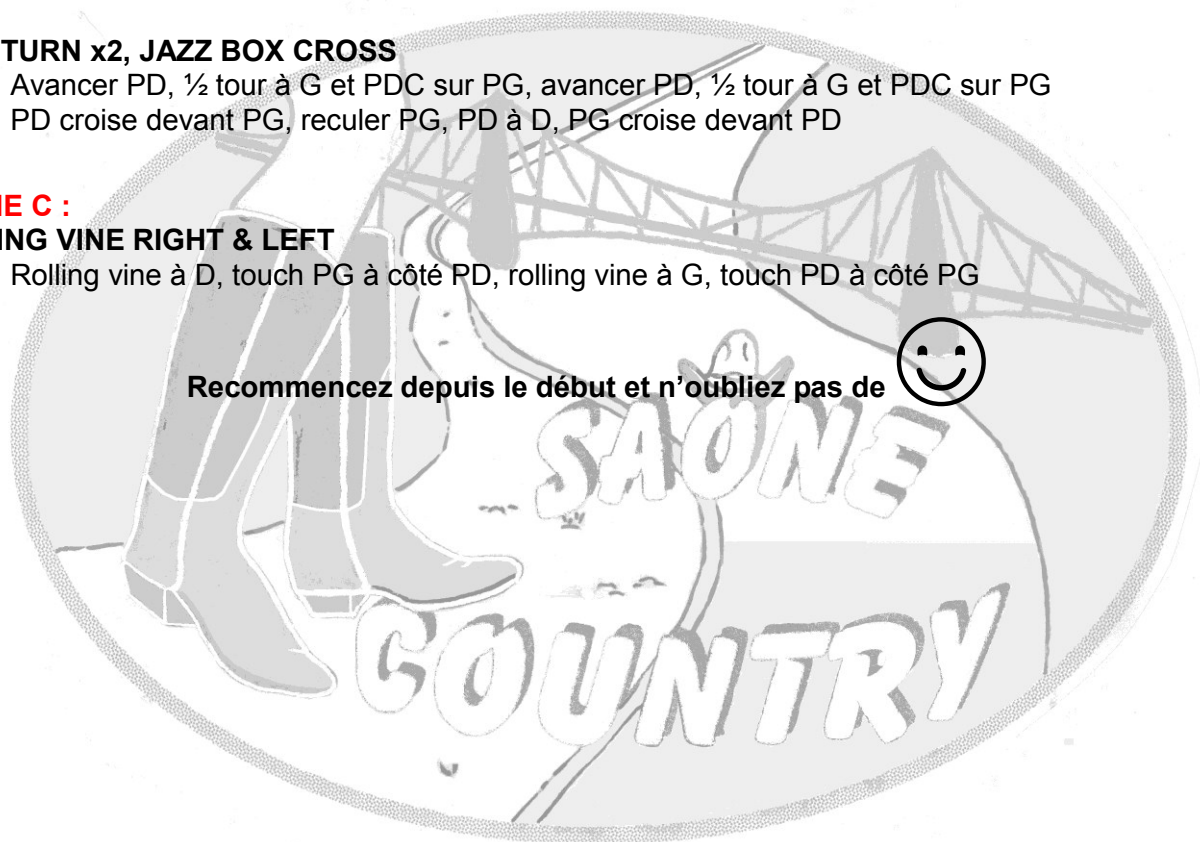 TURN x2, JAZZ BOX CROSS
Avancer PD, ½ tour à G et PDC sur PG, avancer PD, ½ tour à G et PDC sur PG
PD croise devant PG, reculer PG, PD à D, PG croise devant PD
IE C :
ING VINE RIGHT & LEFT
Rolling vine à D, touch PG à côté PD, rolling vine à G, touch PD à côté PG
Recommencez depuis le début et n’oubliez pas de
SAONE
COUNTRY